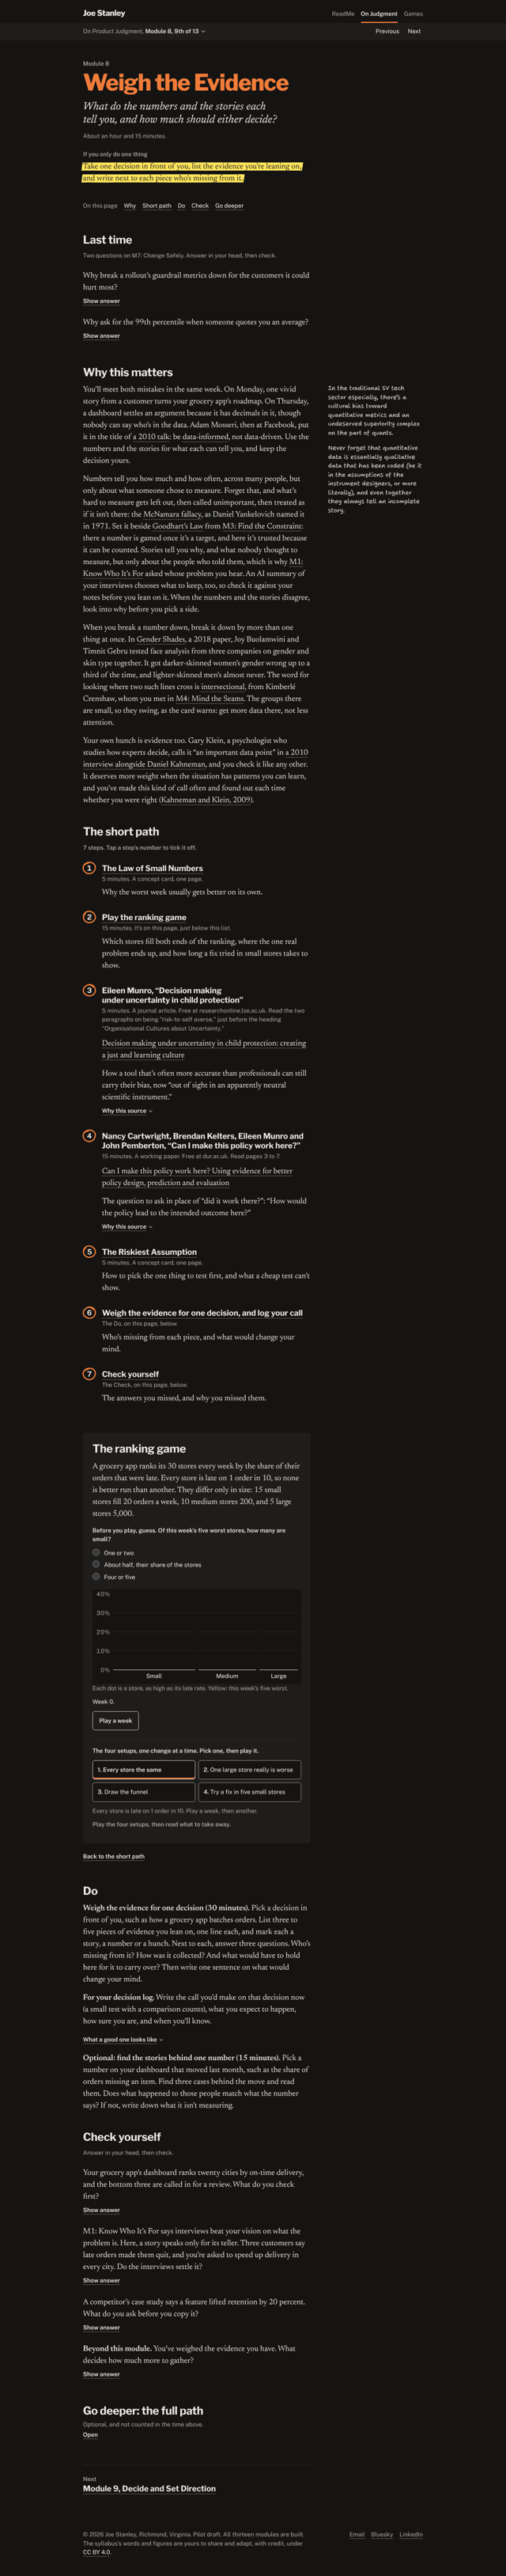 Joe Stanley
ReadMe On Judgment Games
On Product Judgment, Module 8, 9th of 13
Previous Next
Module 8
Weigh the Evidence
What do the numbers and the stories each
tell you, and how much should either decide?
About an hour and 15 minutes.
If you only do one thing
Take one decision in front of you, list the evidence you're leaning on,
and write next to each piece who's missing from it.
On this page Why Short path Do Check Go deeper
Last time
Two questions on M7: Change Safely. Answer in your head, then check.
Why break a rollout's guardrail metrics down for the customers it could
hurt most?
Show answer
Why ask for the 99th percentile when someone quotes you an average?
Show answer
Why this matters
You'll meet both mistakes in the same week. On Monday, one vivid
story from a customer turns your grocery app's roadmap. On Thursday,
a dashboard settles an argument because it has decimals in it, though
nobody can say who's in the data. Adam Mosseri, then at Facebook, put
it in the title of a 2010 talk: be data-informed, not data-driven. Use the
numbers and the stories for what each can tell you, and keep the
decision yours.
In the traditional SV tech
sector especially, there's a
cultural bias toward
quantitative metrics and an
undeserved superiority complex
on the part of quants.
Never forget that quantitative
data is essentially qualitative
data that has been coded (be it
in the assumptions of the
instrument designers, or more
literally), and even together
they always tell an incomplete
story.
Numbers tell you how much and how often, across many people, but
only about what someone chose to measure. Forget that, and what's
hard to measure gets left out, then called unimportant, then treated as
if it isn't there: the McNamara fallacy, as Daniel Yankelovich named it
in 1971. Set it beside Goodhart's Law from M3: Find the Constraint:
there a number is gamed once it's a target, and here it's trusted because
it can be counted. Stories tell you why, and what nobody thought to
measure, but only about the people who told them, which is why M1:
Know Who It's For asked whose problem you hear. An AI summary of
your interviews chooses what to keep, too, so check it against your
notes before you lean on it. When the numbers and the stories disagree,
look into why before you pick a side.
When you break a number down, break it down by more than one
thing at once. In Gender Shades, a 2018 paper, Joy Buolamwini and
Timnit Gebru tested face analysis from three companies on gender and
skin type together. It got darker-skinned women's gender wrong up to a
third of the time, and lighter-skinned men's almost never. The word for
looking where two such lines cross is intersectional, from Kimberlé
Crenshaw, whom you met in M4: Mind the Seams. The groups there
are small, so they swing, as the card warns: get more data there, not less
attention.
Your own hunch is evidence too. Gary Klein, a psychologist who
studies how experts decide, calls it "an important data point" in a 2010
interview alongside Daniel Kahneman, and you check it like any other.
It deserves more weight when the situation has patterns you can learn,
and you've made this kind of call often and found out each time
whether you were right (Kahneman and Klein, 2009).
The short path
7 steps. Tap a step's number to tick it off.
1 The Law of Small Numbers
5 minutes. A concept card, one page.
Why the worst week usually gets better on its own.
2 Play the ranking game
15 minutes. It's on this page, just below this list.
Which stores fill both ends of the ranking, where the one real
problem ends up, and how long a fix tried in small stores takes to
show.
3 Eileen Munro, "Decision making
under uncertainty in child protection"
5 minutes. A journal article. Free at researchonline.lse.ac.uk. Read the two
paragraphs on being "risk-to-self averse," just before the heading
"Organisational Cultures about Uncertainty."
Decision making under uncertainty in child protection: creating
a just and learning culture
How a tool that's often more accurate than professionals can still
carry their bias, now "out of sight in an apparently neutral
scientific instrument."
Why this source
4 Nancy Cartwright, Brendan Kelters, Eileen Munro and
John Pemberton, "Can I make this policy work here?"
15 minutes. A working paper. Free at dur.ac.uk. Read pages 3 to 7.
Can I make this policy work here? Using evidence for better
policy design, prediction and evaluation
The question to ask in place of "did it work there?": "How would
the policy lead to the intended outcome here?"
Why this source
5 The Riskiest Assumption
5 minutes. A concept card, one page.
How to pick the one thing to test first, and what a cheap test can't
show.
6 Weigh the evidence for one decision, and log your call
The Do, on this page, below.
Who's missing from each piece, and what would change your
mind.
7 Check yourself
The Check, on this page, below.
The answers you missed, and why you missed them.
The ranking game
A grocery app ranks its 30 stores every week by the share of their
orders that were late. Every store is late on 1 order in 10, so none
is better run than another. They differ only in size: 15 small
stores fill 20 orders a week, 10 medium stores 200, and 5 large
stores 5,000.
Before you play, guess. Of this week's five worst stores, how many are
small?
One or two
About half, their share of the stores
Four or five
40%
30%
20%
10%
0%
Small Medium Large
Each dot is a store, as high as its late rate. Yellow: this week's five worst.
Week 0.
Play a week
The four setups, one change at a time. Pick one, then play it.
1. Every store the same
2. One large store really is worse
3. Draw the funnel
4. Try a fix in five small stores
Every store is late on 1 order in 10. Play a week, then another.
Play the four setups, then read what to take away.
Back to the short path
Do
Weigh the evidence for one decision (30 minutes). Pick a decision in
front of you, such as how a grocery app batches orders. List three to
five pieces of evidence you lean on, one line each, and mark each a
story, a number or a hunch. Next to each, answer three questions. Who's
missing from it? How was it collected? And what would have to hold
here for it to carry over? Then write one sentence on what would
change your mind.
For your decision log. Write the call you'd make on that decision now
(a small test with a comparison counts), what you expect to happen,
how sure you are, and when you'll know.
What a good one looks like
Optional: find the stories behind one number (15 minutes). Pick a
number on your dashboard that moved last month, such as the share of
orders missing an item. Find three cases behind the move and read
them. Does what happened to those people match what the number
says? If not, write down what it isn't measuring.
Check yourself
Answer in your head, then check.
Your grocery app's dashboard ranks twenty cities by on-time delivery,
and the bottom three are called in for a review. What do you check
first?
Show answer
M1: Know Who It's For says interviews beat your vision on what the
problem is. Here, a story speaks only for its teller. Three customers say
late orders made them quit, and you're asked to speed up delivery in
every city. Do the interviews settle it?
Show answer
A competitor's case study says a feature lifted retention by 20 percent.
What do you ask before you copy it?
Show answer
Beyond this module. You've weighed the evidence you have. What
decides how much more to gather?
Show answer
Go deeper: the full path
Optional, and not counted in the time above.
Open
Next
Module 9, Decide and Set Direction
© 2026 Joe Stanley, Richmond, Virginia. Pilot draft. All thirteen modules are built.
The syllabus's words and figures are yours to share and adapt, with credit, under
CC BY 4.0.
Email Bluesky LinkedIn